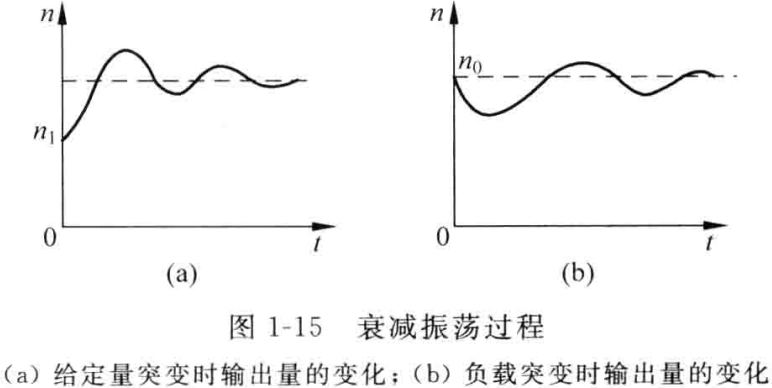 n
n₁
0
t
(a)
n
n₀
0
t
(b)
图 1-15 衰减振荡过程
(a) 给定量突变时输出量的变化; (b) 负载突变时输出量的变化